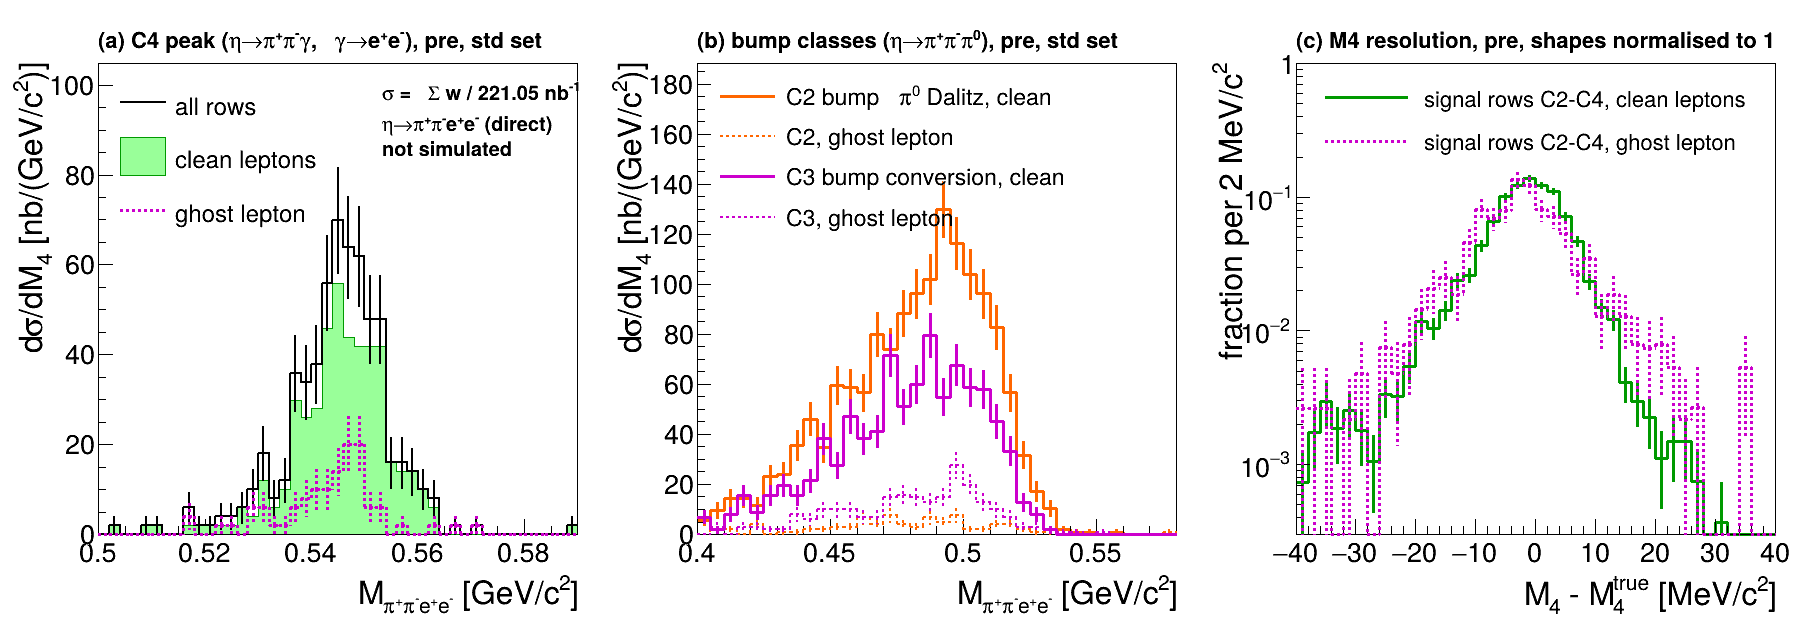 (a) C4 peak (η→π⁺π⁻γ, γ→e⁺e⁻), pre, std set
dσ/dM₄ [nb/(GeV/c²)]
100
80
60
40
20
0
all rows
clean leptons
ghost lepton
σ = Σ w / 221.05 nb⁻¹
η→π⁺π⁻e⁺e⁻ (direct)
not simulated
0.5 0.52 0.54 0.56 0.58
M π⁺π⁻e⁺e⁻ [GeV/c²]
(b) bump classes (η→π⁺π⁻π⁰), pre, std set
dσ/dM₄ [nb/(GeV/c²)]
180
160
140
120
100
80
60
40
20
0
C2 bump π⁰ Dalitz, clean
C2, ghost lepton
C3 bump conversion, clean
C3, ghost lepton
0.4 0.45 0.5 0.55
M π⁺π⁻e⁺e⁻ [GeV/c²]
(c) M4 resolution, pre, shapes normalised to 1
fraction per 2 MeV/c²
1
10⁻¹
10⁻²
10⁻³
signal rows C2-C4, clean leptons
signal rows C2-C4, ghost lepton
−40 −30 −20 −10 0 10 20 30 40
M₄ - M₄ᵗʳᵘᵉ [MeV/c²]